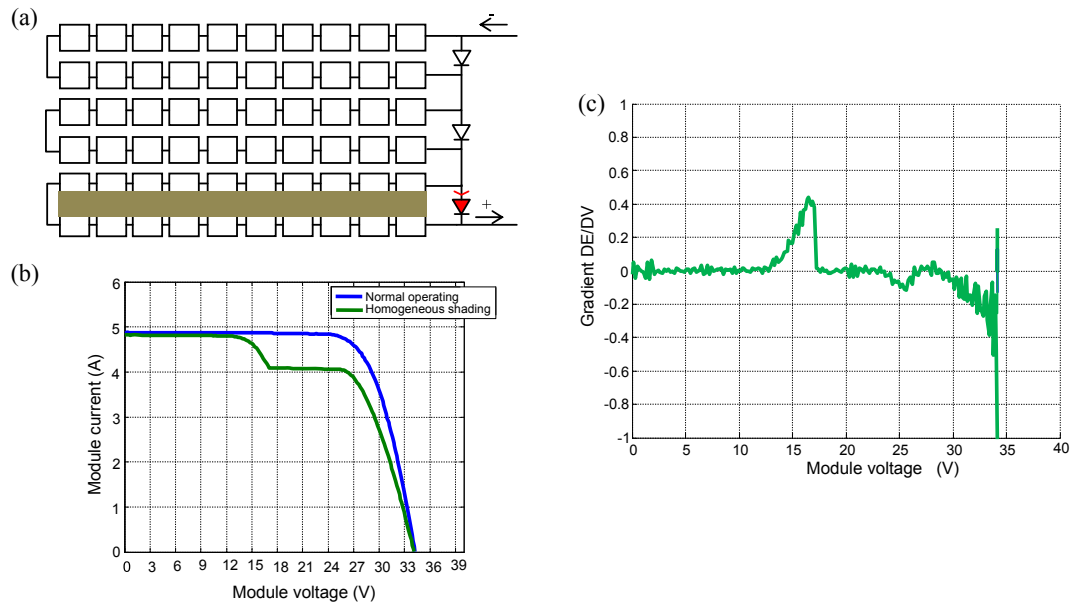 (a)
-
+
(b)
6
5
4
3
2
1
0
Normal operating
Homogeneous shading
0 3 6 9 12 15 18 21 24 27 30 33 36 39
Module current (A)
Module voltage (V)
(c)
1
0.8
0.6
0.4
0.2
0
-0.2
-0.4
-0.6
-0.8
-1
0 5 10 15 20 25 30 35 40
Gradient DE/DV
Module voltage (V)